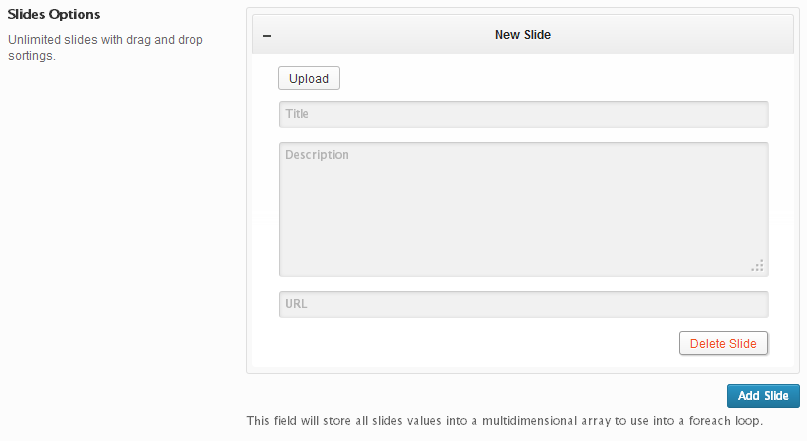 Slides Options
Unlimited slides with drag and drop
sortings.
New Slide
Upload
Title
Description
URL
Delete Slide
Add Slide
This field will store all slides values into a multidimensional array to use into a foreach loop.